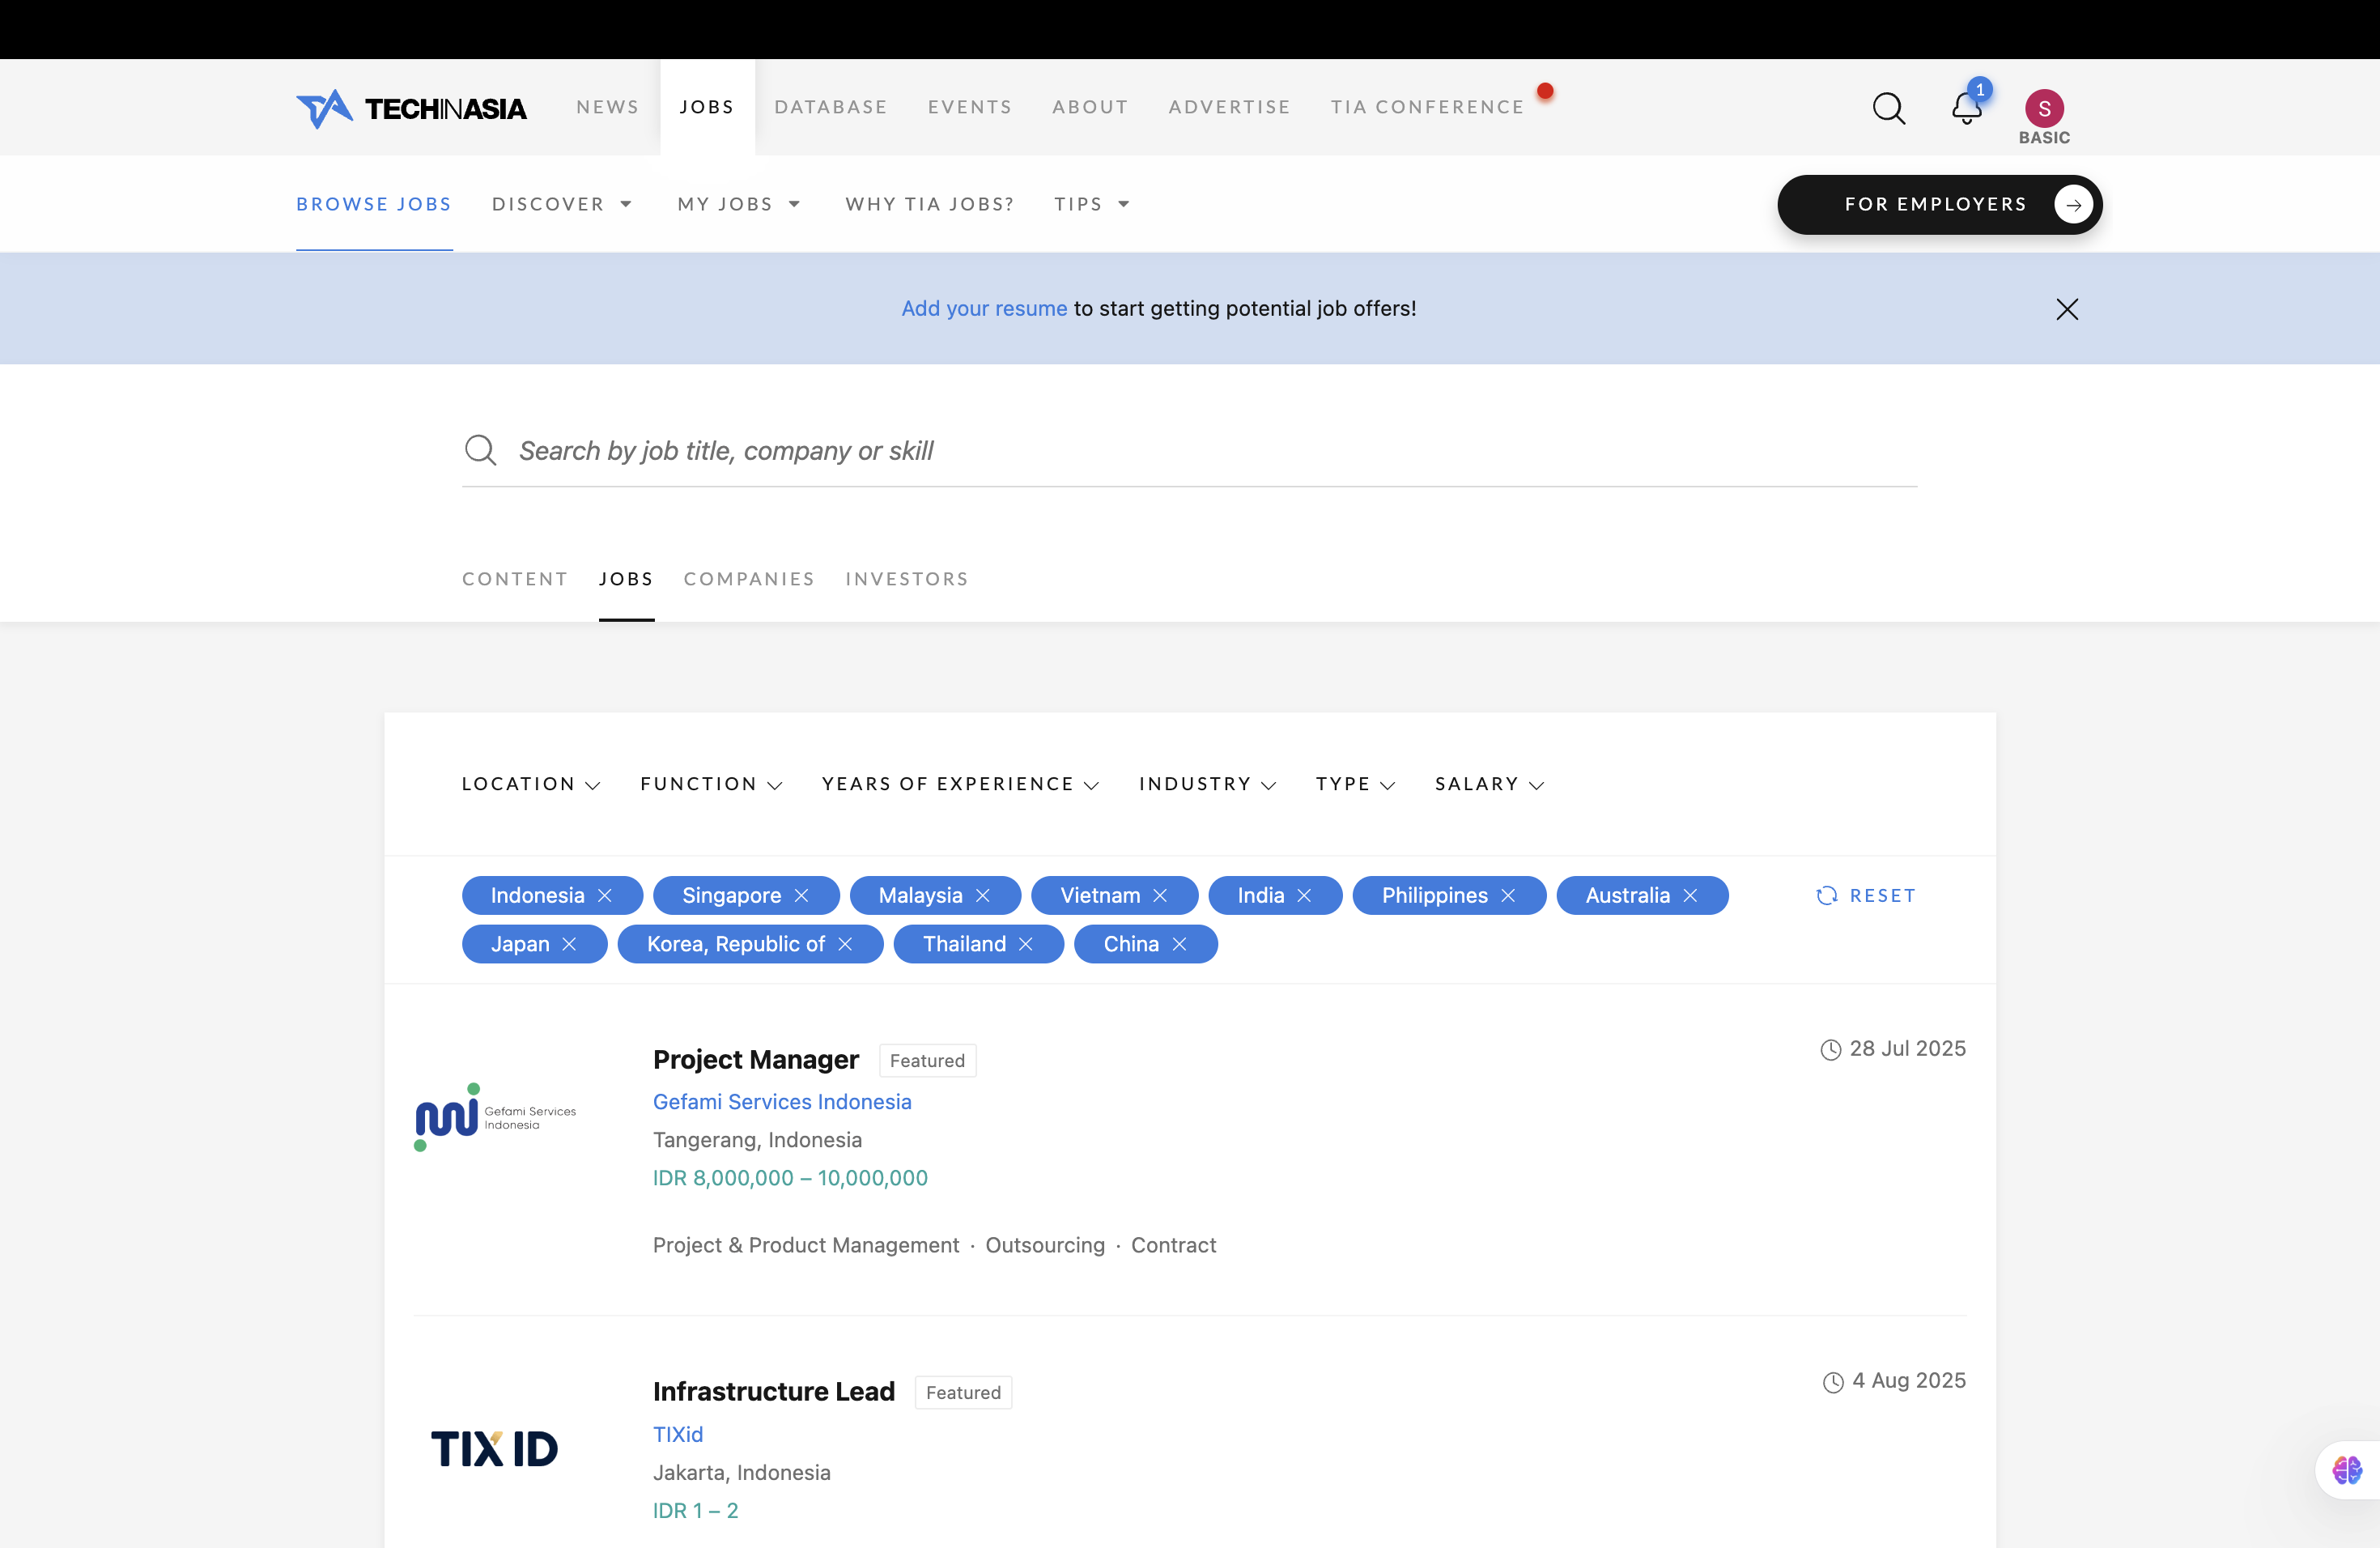 TECHINASIA NEWS JOBS DATABASE EVENTS ABOUT ADVERTISE TIA CONFERENCE 1 S
BASIC
BROWSE JOBS DISCOVER MY JOBS WHY TIA JOBS? TIPS FOR EMPLOYERS
Add your resume to start getting potential job offers!
Search by job title, company or skill
CONTENT JOBS COMPANIES INVESTORS
LOCATION FUNCTION YEARS OF EXPERIENCE INDUSTRY TYPE SALARY
Indonesia Singapore Malaysia Vietnam India Philippines Australia RESET
Japan Korea, Republic of Thailand China
Project Manager Featured 28 Jul 2025
Gefami Services
Indonesia
Gefami Services Indonesia
Tangerang, Indonesia
IDR 8,000,000 – 10,000,000
Project & Product Management · Outsourcing · Contract
Infrastructure Lead Featured 4 Aug 2025
TIX ID
TIXid
Jakarta, Indonesia
IDR 1 – 2